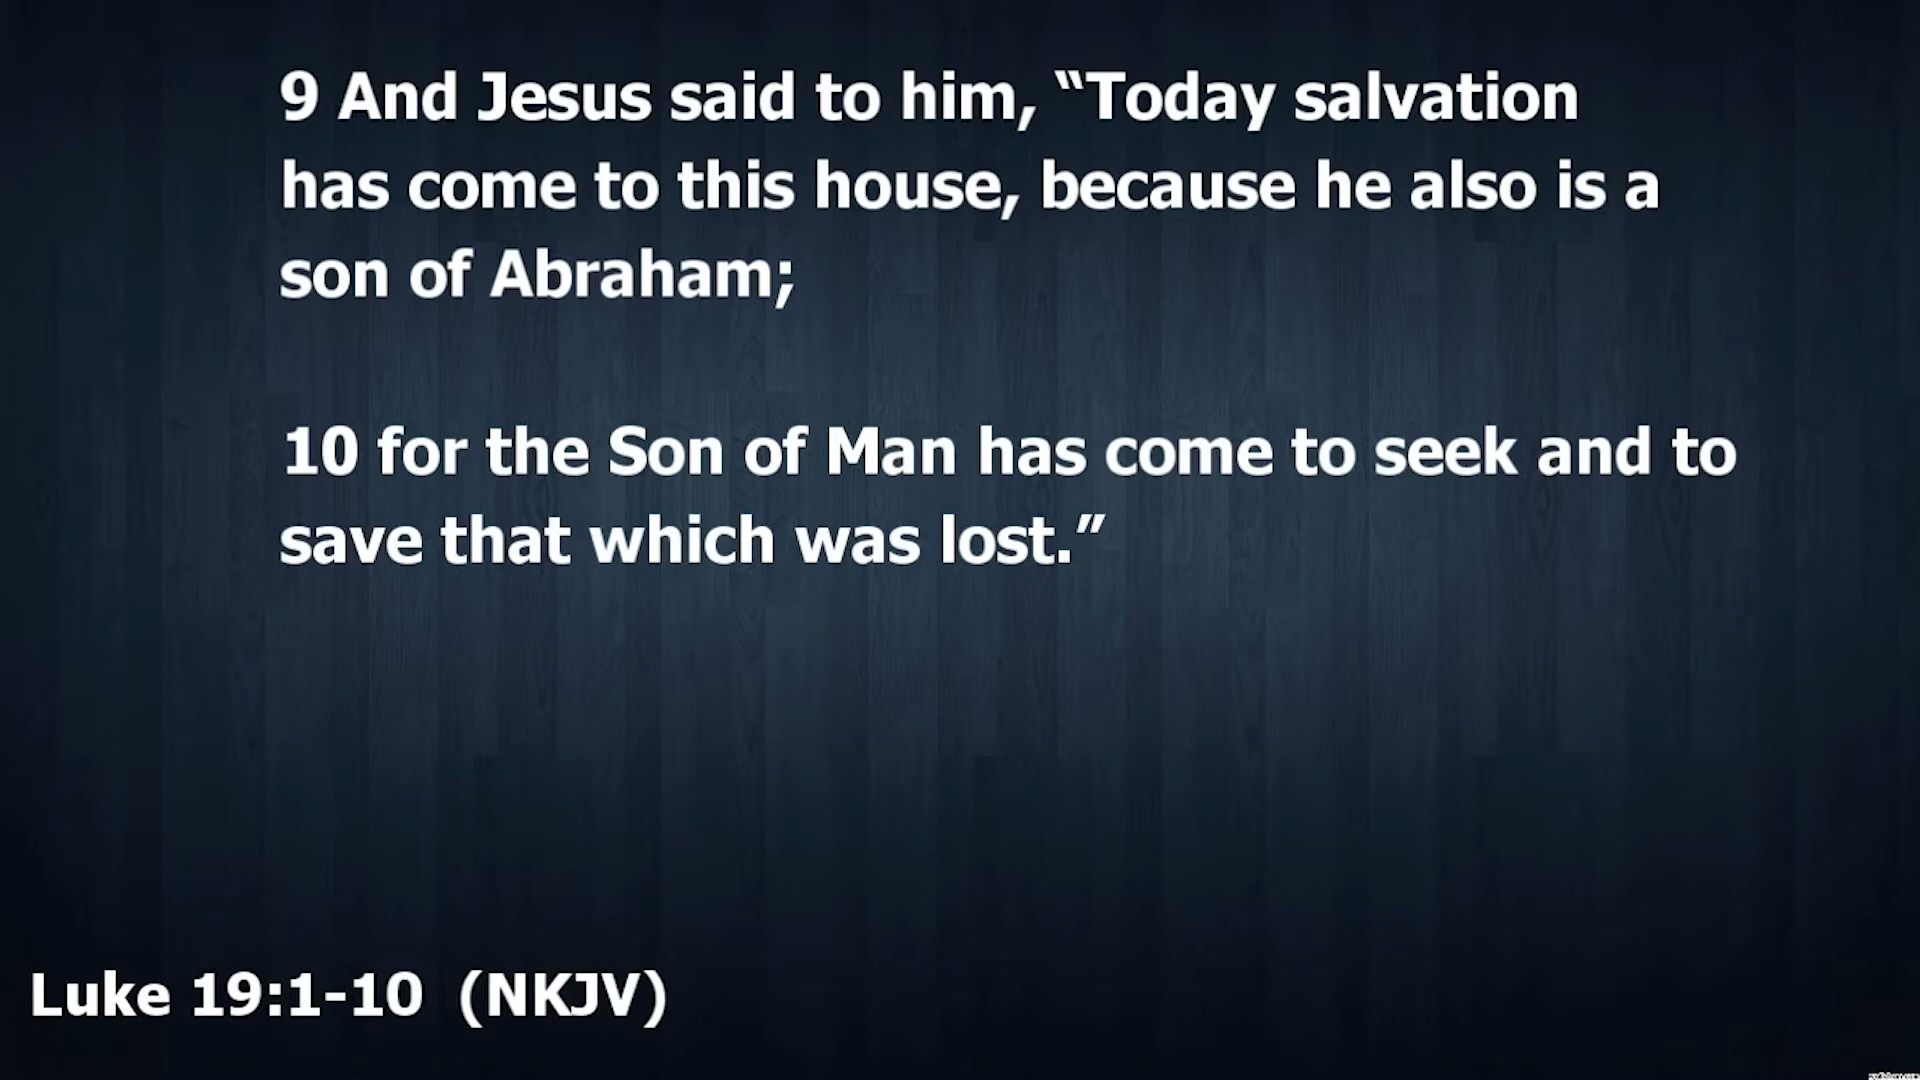 9 And Jesus said to him, “Today salvation
has come to this house, because he also is a
son of Abraham;
10 for the Son of Man has come to seek and to
save that which was lost.”
Luke 19:1-10 (NKJV)